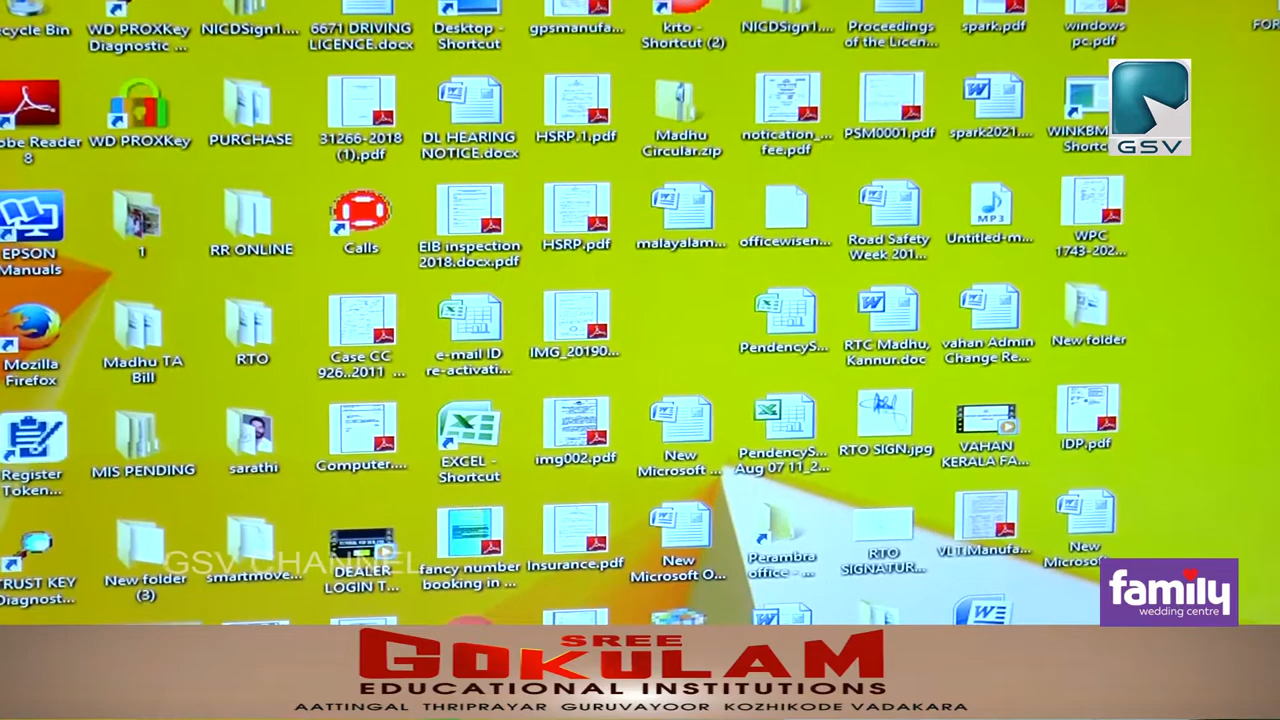 WD PROXKey
Diagnostic ...
NICDSign1....
6671 DRIVING
LICENCE.docx
Desktop -
Shortcut
gpsmanufa...
krto -
Shortcut (2)
NICDSign1....
Proceedings
of the Licen...
spark.pdf
windows
pc.pdf
obe Reader
8
WD PROXKey
PURCHASE
31266-2018
(1).pdf
DL HEARING
NOTICE.docx
HSRP.1.pdf
Madhu
Circular.zip
notication_...
fee.pdf
PSM0001.pdf
spark2021....
GSV
EPSON
Manuals
1
RR ONLINE
Calls
EIB inspection
2018.docx.pdf
HSRP.pdf
malayalam...
officewisen...
Road Safety
Week 201...
MP3
Untitled-m...
WPC
1743-202...
Mozilla
Firefox
Madhu TA
Bill
RTO
Case CC
926..2011 ...
e-mail ID
re-activati...
IMG_20190...
PendencyS...
RTC Madhu,
Kannur.doc
vahan Admin
Change Re...
New folder
Register
Token...
MIS PENDING
sarathi
Computer....
EXCEL -
Shortcut
img002.pdf
New
Microsoft ...
PendencyS...
Aug 07 11_2...
RTO SIGN.jpg
VAHAN
KERALA FA...
IDP.pdf
TRUST KEY
Diagnost...
New folder
(3)
smartmove...
DEALER
LOGIN T...
fancy number
booking in ...
Insurance.pdf
New
Microsoft O...
Perambra
office - ...
RTO
SIGNATUR...
VLTIManufa...
New
Microsof
GSV CHANNEL
family
wedding centre
SREE
GOKULAM
EDUCATIONAL INSTITUTIONS
AATTINGAL THRIPRAYAR GURUVAYOOR KOZHIKODE VADAKARA